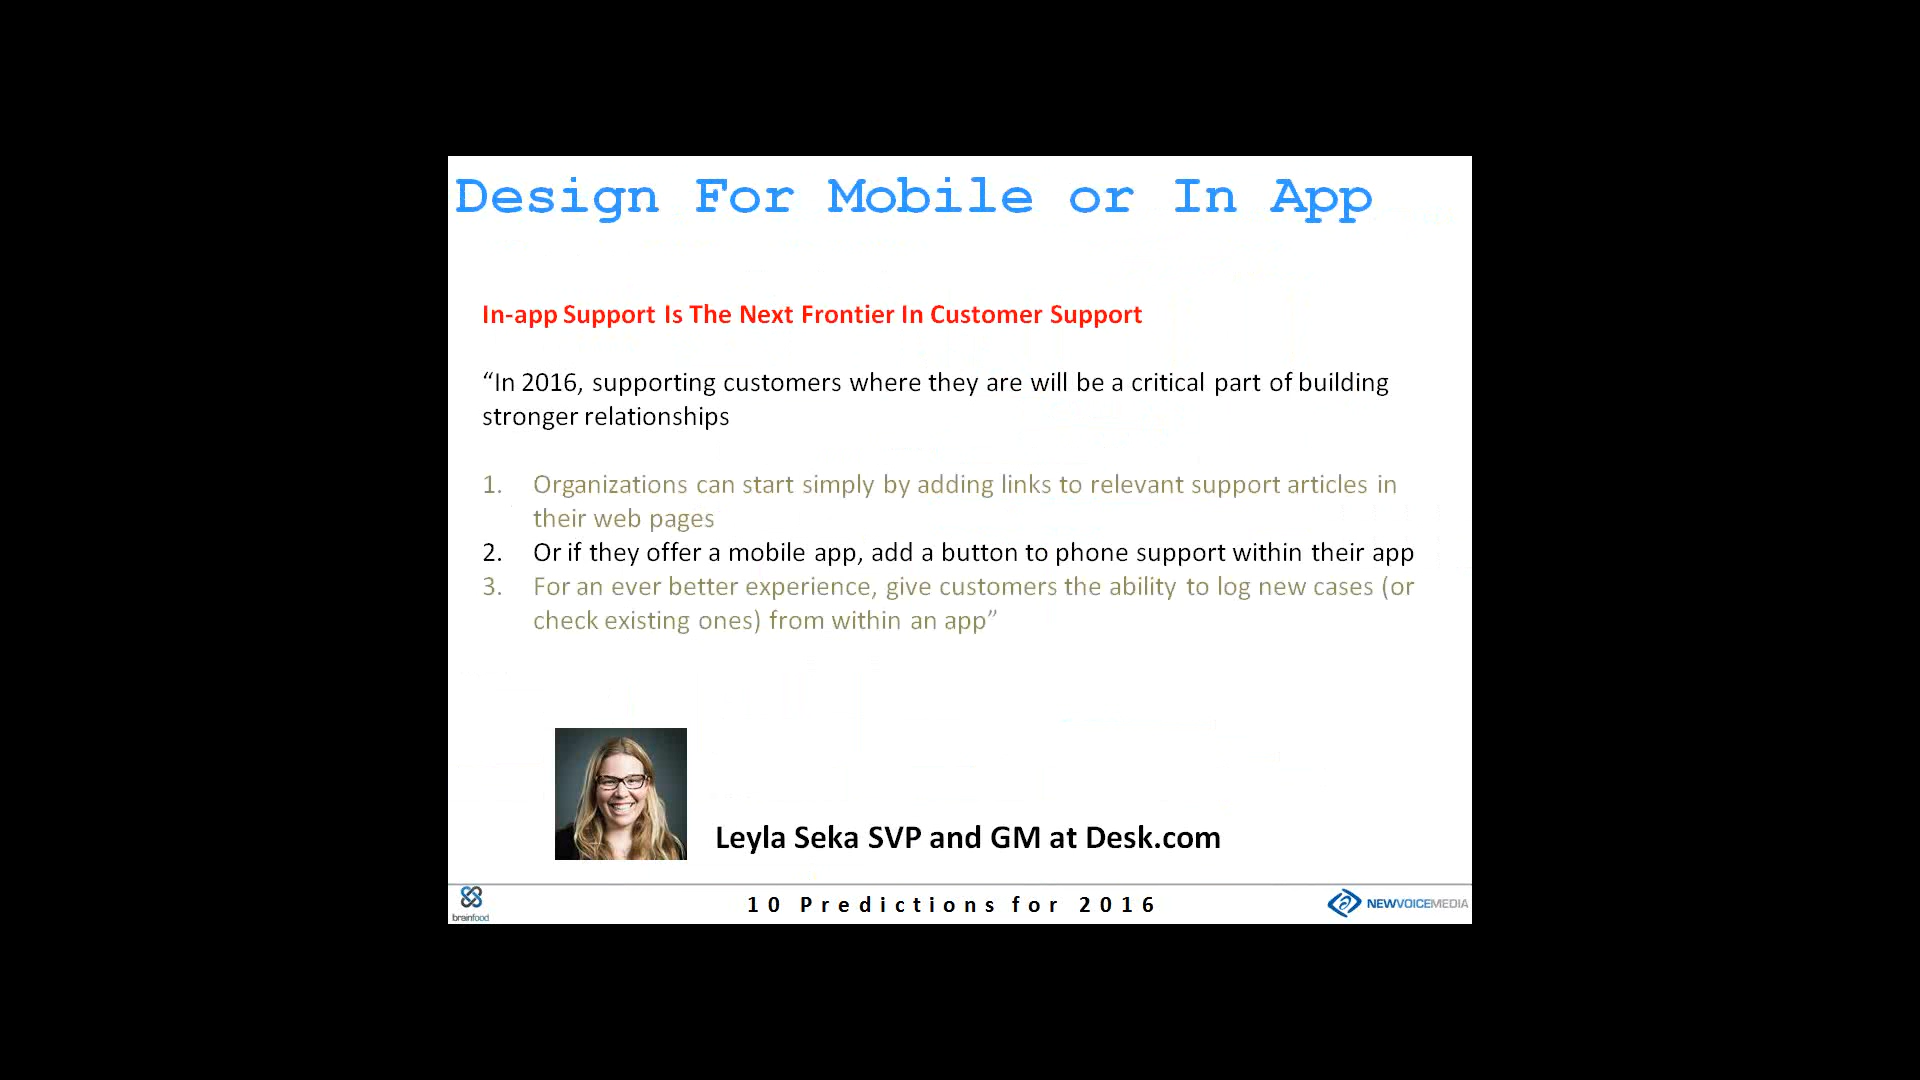 Design For Mobile or In App
In-app Support Is The Next Frontier In Customer Support
“In 2016, supporting customers where they are will be a critical part of building
stronger relationships
1. Organizations can start simply by adding links to relevant support articles in
their web pages
2. Or if they offer a mobile app, add a button to phone support within their app
3. For an ever better experience, give customers the ability to log new cases (or
check existing ones) from within an app”
Leyla Seka SVP and GM at Desk.com
brainfood
10 Predictions for 2016
NEWVOICEMEDIA